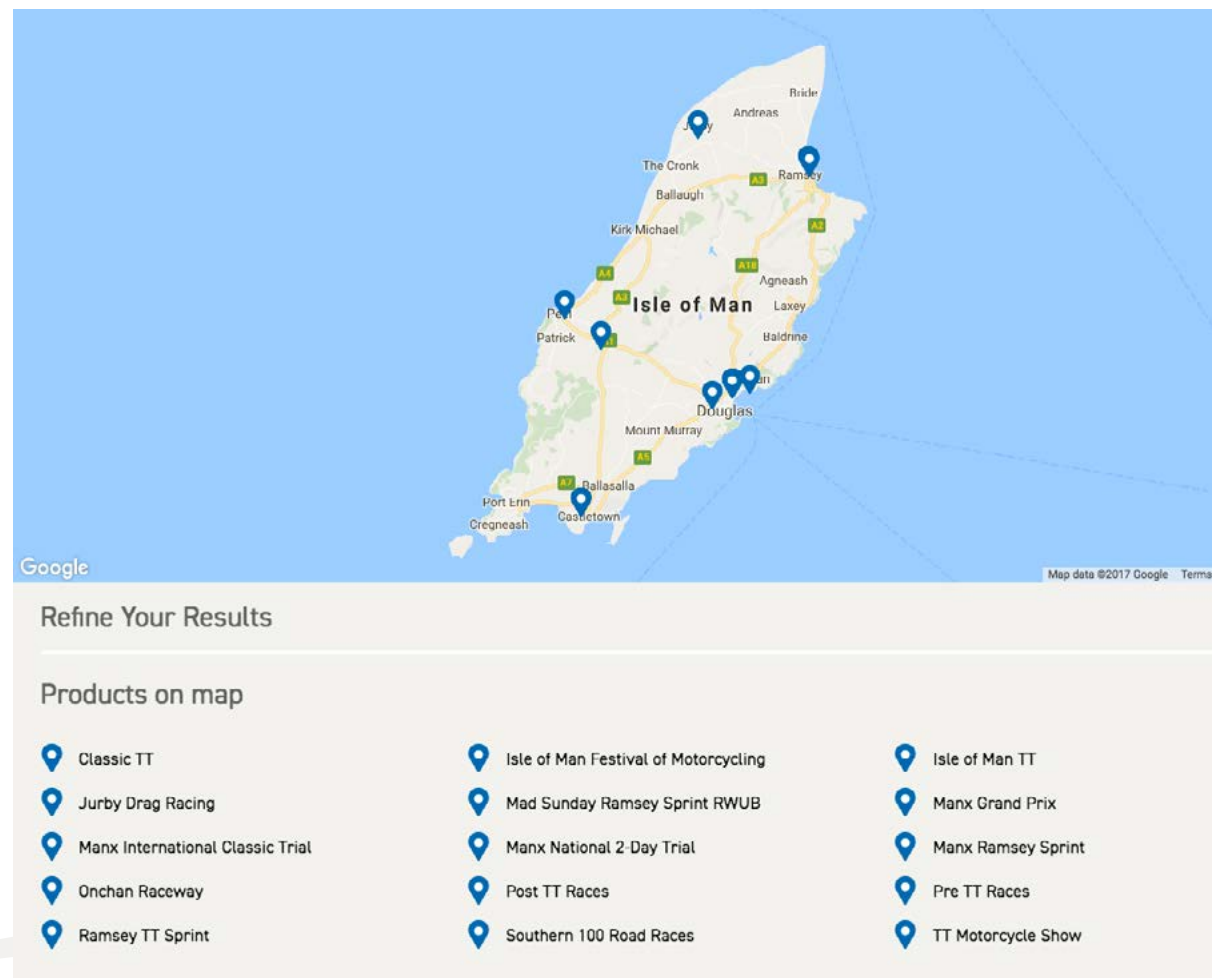 Bride
Andreas
The Cronk
A3
Ramsey
Ballaugh
Kirk Michael
A2
A18
A4
Agneash
A3
Isle of Man
Laxey
Patrick
Baldrine
Douglas
Mount Murray
A5
A7
Ballasalla
Port Erin
Castletown
Cregneash
Google
Map data ©2017 Google Terms
Refine Your Results
Products on map
Classic TT
Isle of Man Festival of Motorcycling
Isle of Man TT
Jurby Drag Racing
Mad Sunday Ramsey Sprint RWUB
Manx Grand Prix
Manx International Classic Trial
Manx National 2-Day Trial
Manx Ramsey Sprint
Onchan Raceway
Post TT Races
Pre TT Races
Ramsey TT Sprint
Southern 100 Road Races
TT Motorcycle Show